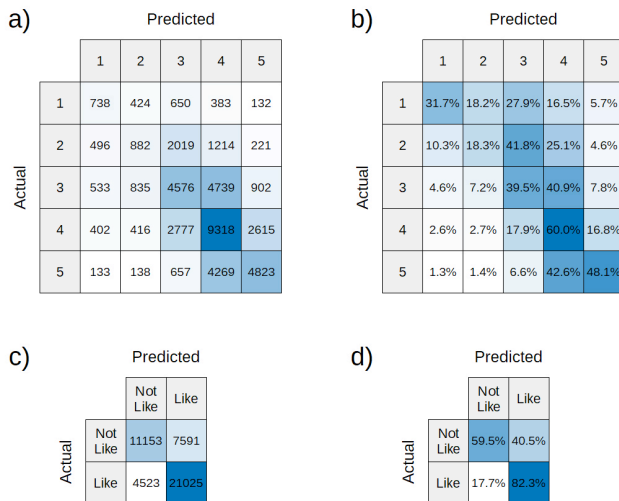 a)
Predicted
1 2 3 4 5
Actual
1 738 424 650 383 132
2 496 882 2019 1214 221
3 533 835 4576 4739 902
4 402 416 2777 9318 2615
5 133 138 657 4269 4823
b)
Predicted
1 2 3 4 5
Actual
1 31.7% 18.2% 27.9% 16.5% 5.7%
2 10.3% 18.3% 41.8% 25.1% 4.6%
3 4.6% 7.2% 39.5% 40.9% 7.8%
4 2.6% 2.7% 17.9% 60.0% 16.8%
5 1.3% 1.4% 6.6% 42.6% 48.1%
c)
Predicted
Not
Like
Like
Actual
Not
Like
11153 7591
Like 4523 21025
d)
Predicted
Not
Like
Like
Actual
Not
Like
59.5% 40.5%
Like 17.7% 82.3%